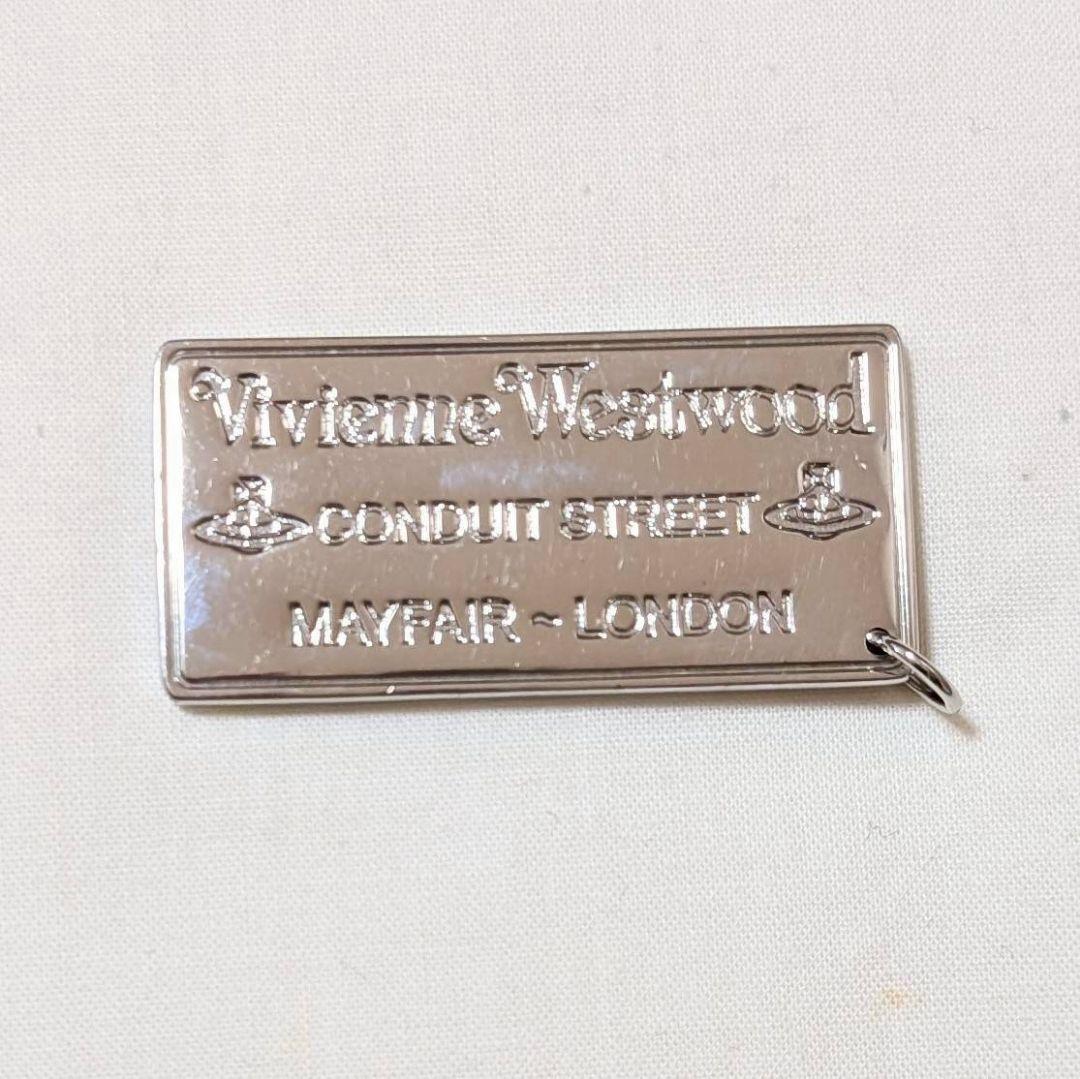 Vivienne Westwood
CONDUIT STREET
MAYFAIR ~ LONDON